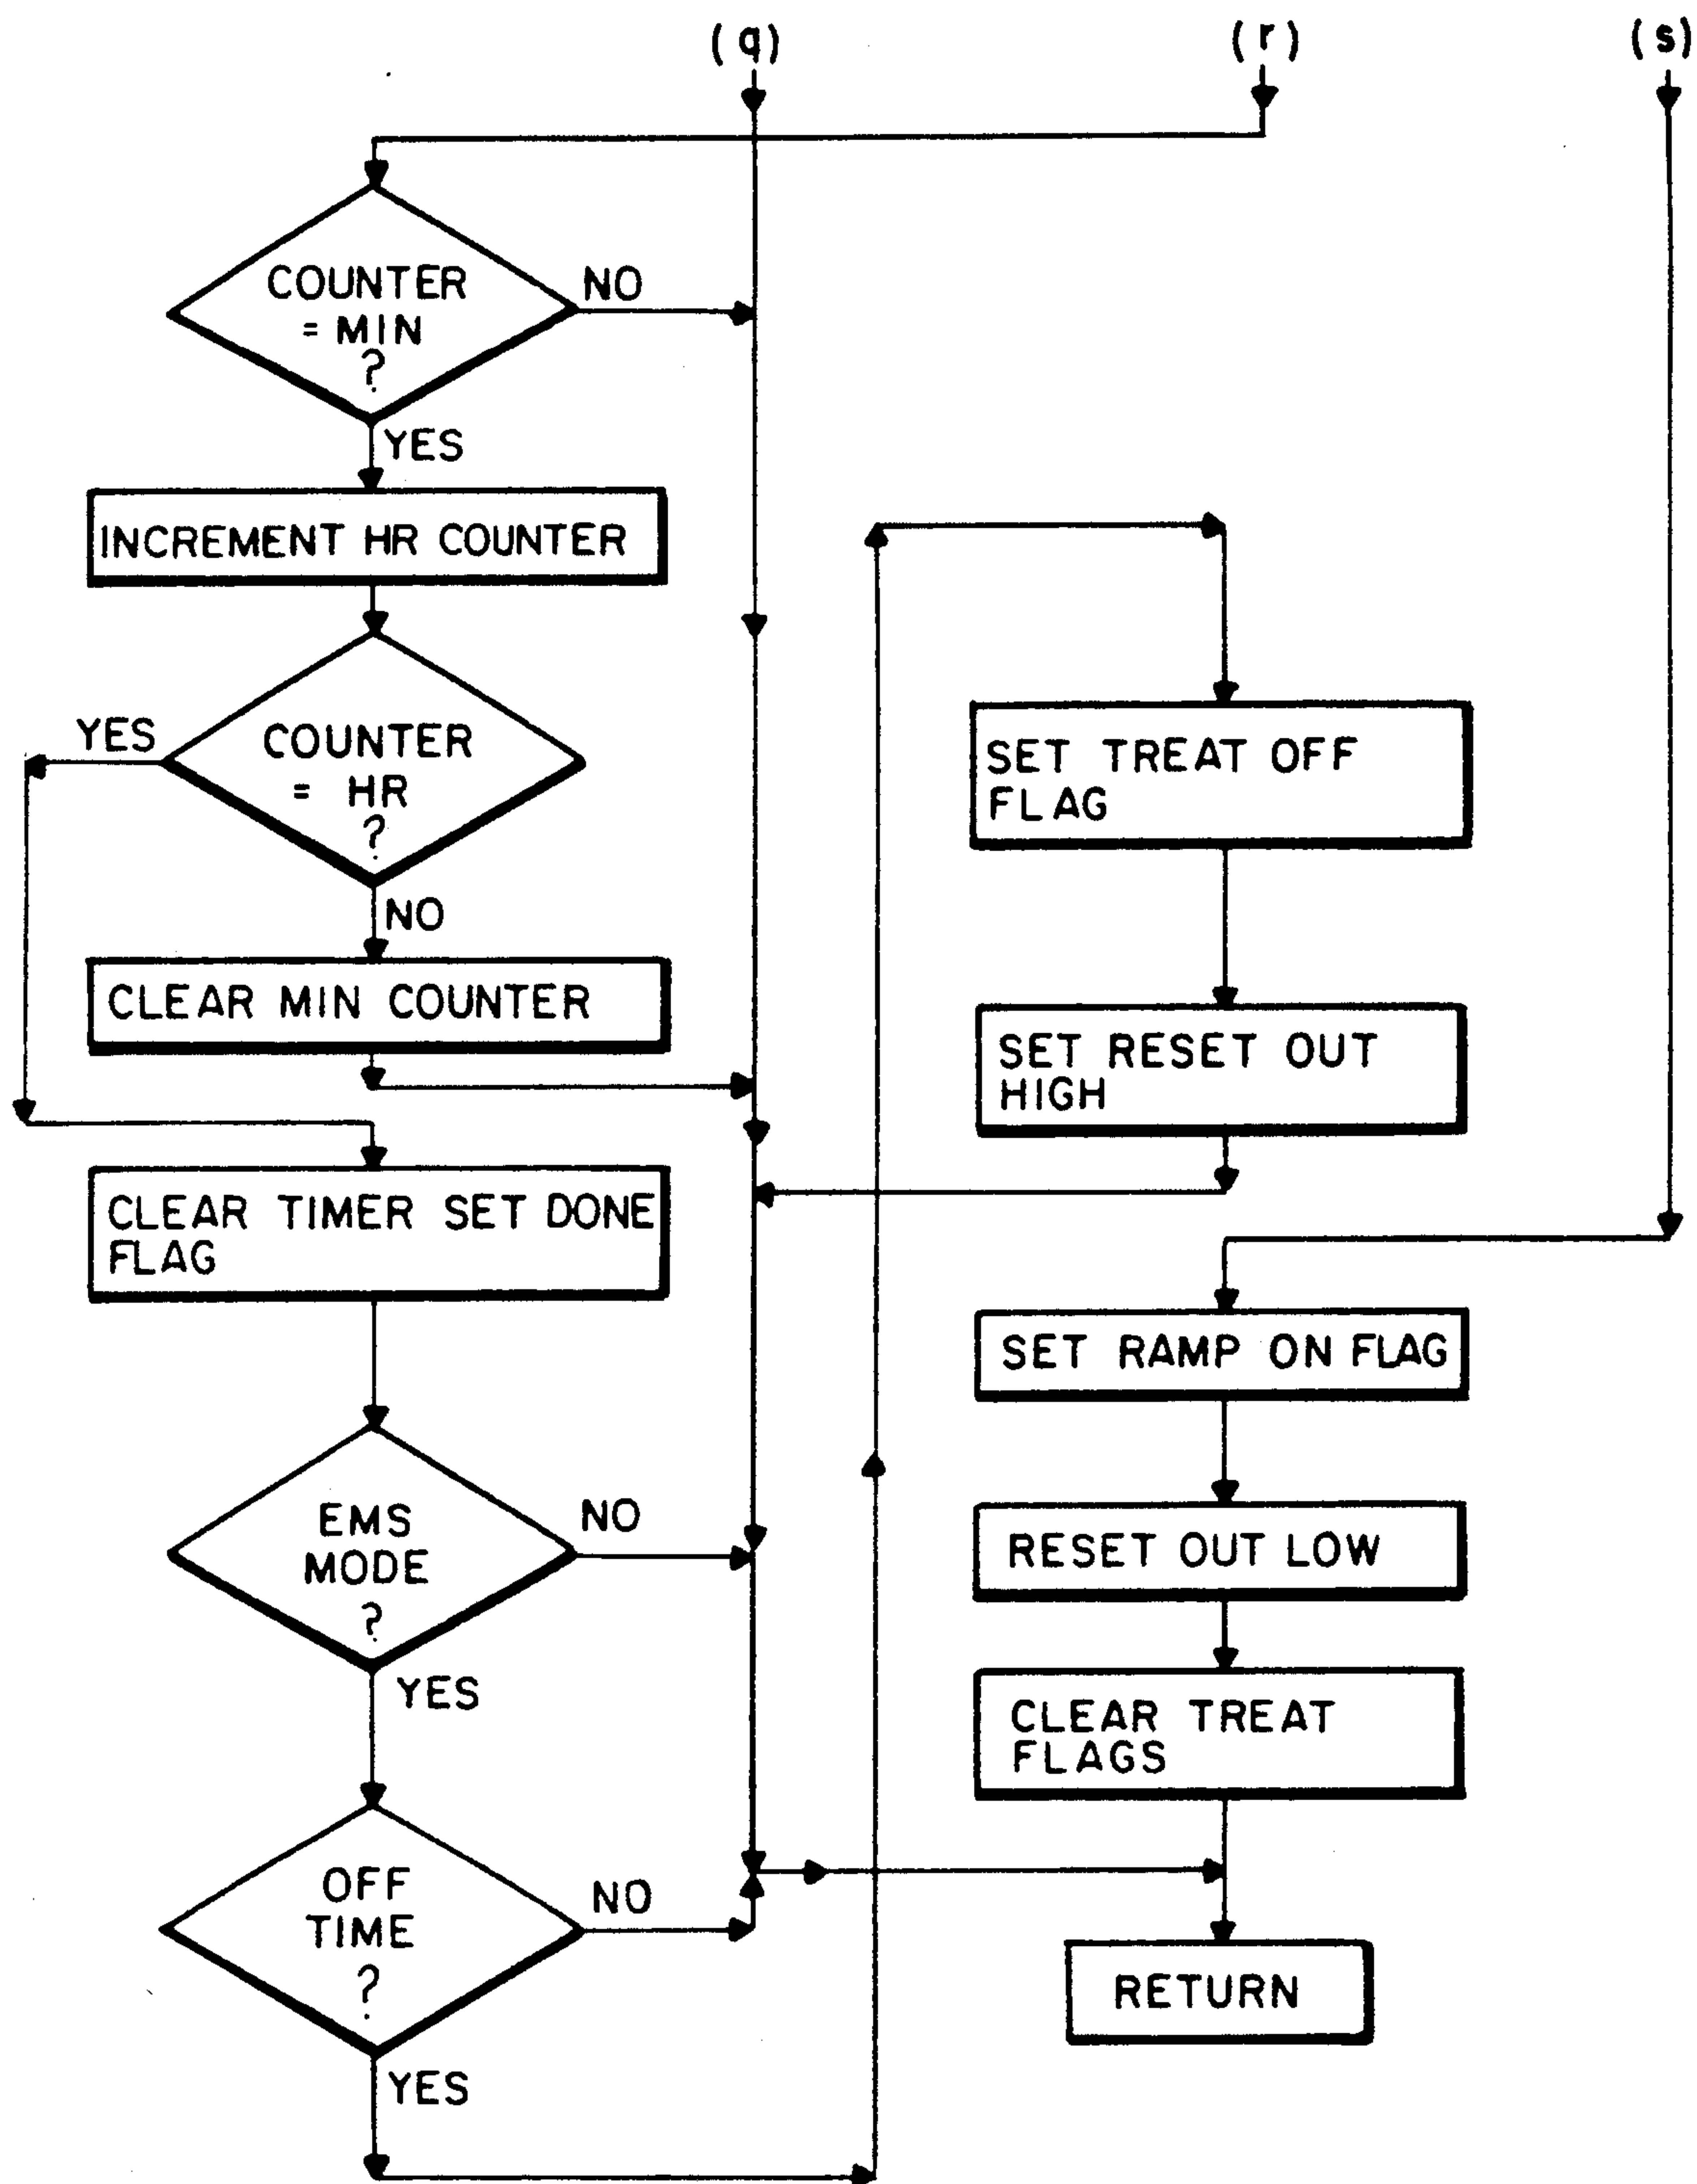 (q)
(r)
(s)
COUNTER
= MIN
?
NO
YES
INCREMENT HR COUNTER
YES
COUNTER
= HR
?
NO
CLEAR MIN COUNTER
CLEAR TIMER SET DONE
FLAG
EMS
MODE
?
NO
YES
OFF
TIME
?
NO
YES
SET TREAT OFF
FLAG
SET RESET OUT
HIGH
SET RAMP ON FLAG
RESET OUT LOW
CLEAR TREAT
FLAGS
RETURN